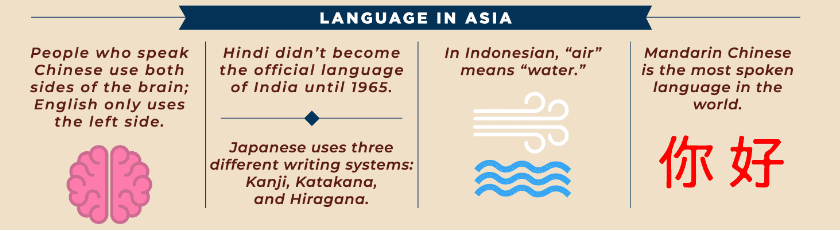 LANGUAGE IN ASIA
People who speak
Chinese use both
sides of the brain;
English only uses
the left side.
Hindi didn't become
the official language
of India until 1965.
Japanese uses three
different writing systems:
Kanji, Katakana,
and Hiragana.
In Indonesian, “air”
means “water.”
Mandarin Chinese
is the most spoken
language in the
world.
你好